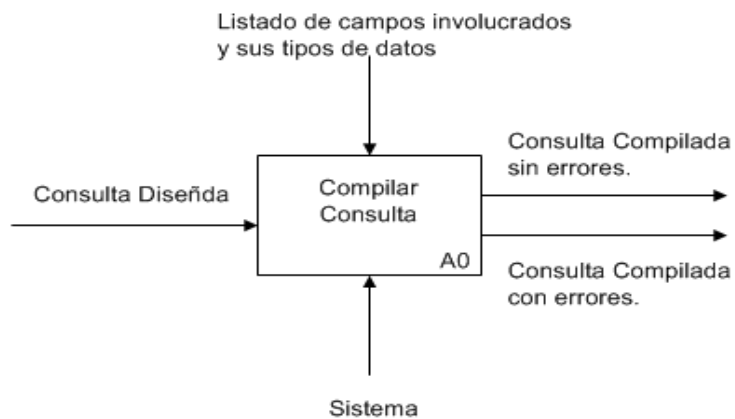 Listado de campos involucrados
y sus tipos de datos
Consulta Diseñda
Compilar
Consulta
A0
Consulta Compilada
sin errores.
Consulta Compilada
con errores.
Sistema